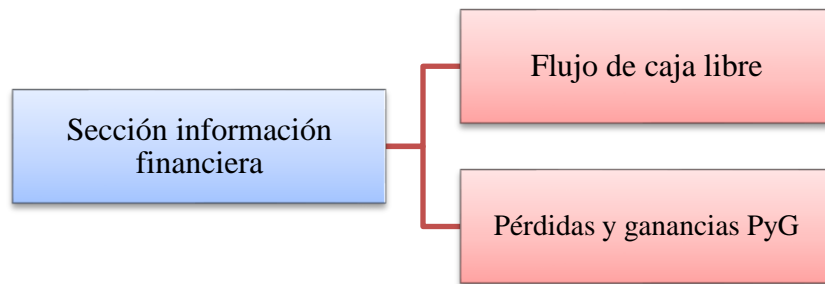 Flujo de caja libre
Sección información
financiera
Pérdidas y ganancias PyG